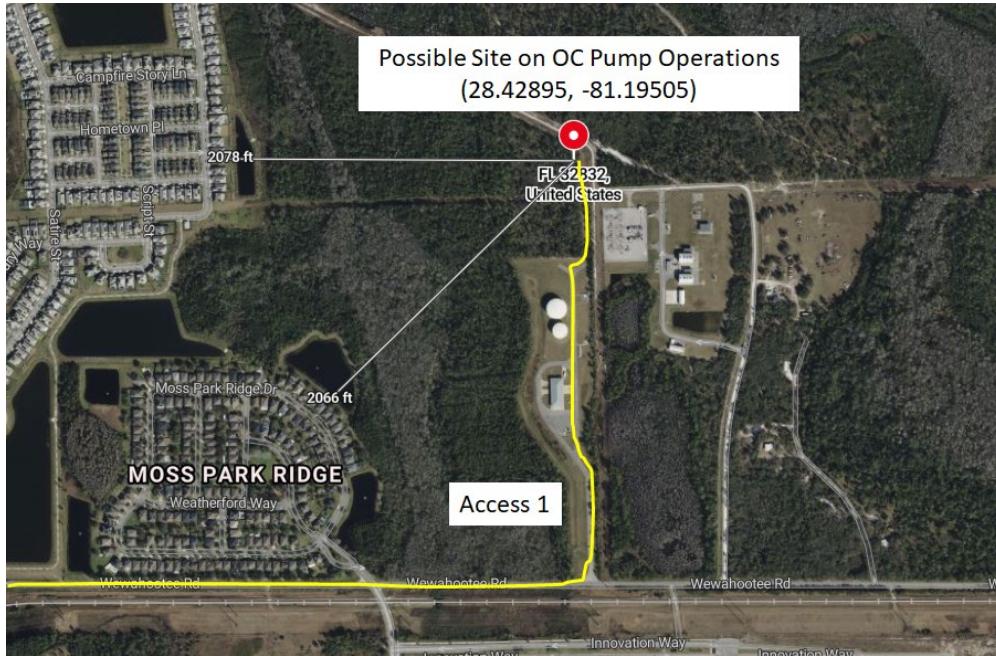 Possible Site on OC Pump Operations
(28.42895, -81.19505)
Campfire Story Ln
Hometown Pl
2078 ft
FL 32832,
United States
Script St
Satire St
Way
Moss Park Ridge Dr
2066 ft
MOSS PARK RIDGE
Weatherford Way
Access 1
Wewahootee Rd
Wewahootee Rd
Wewahootee Rd
W
Innovation Way
Innovation Way
Innovation Way